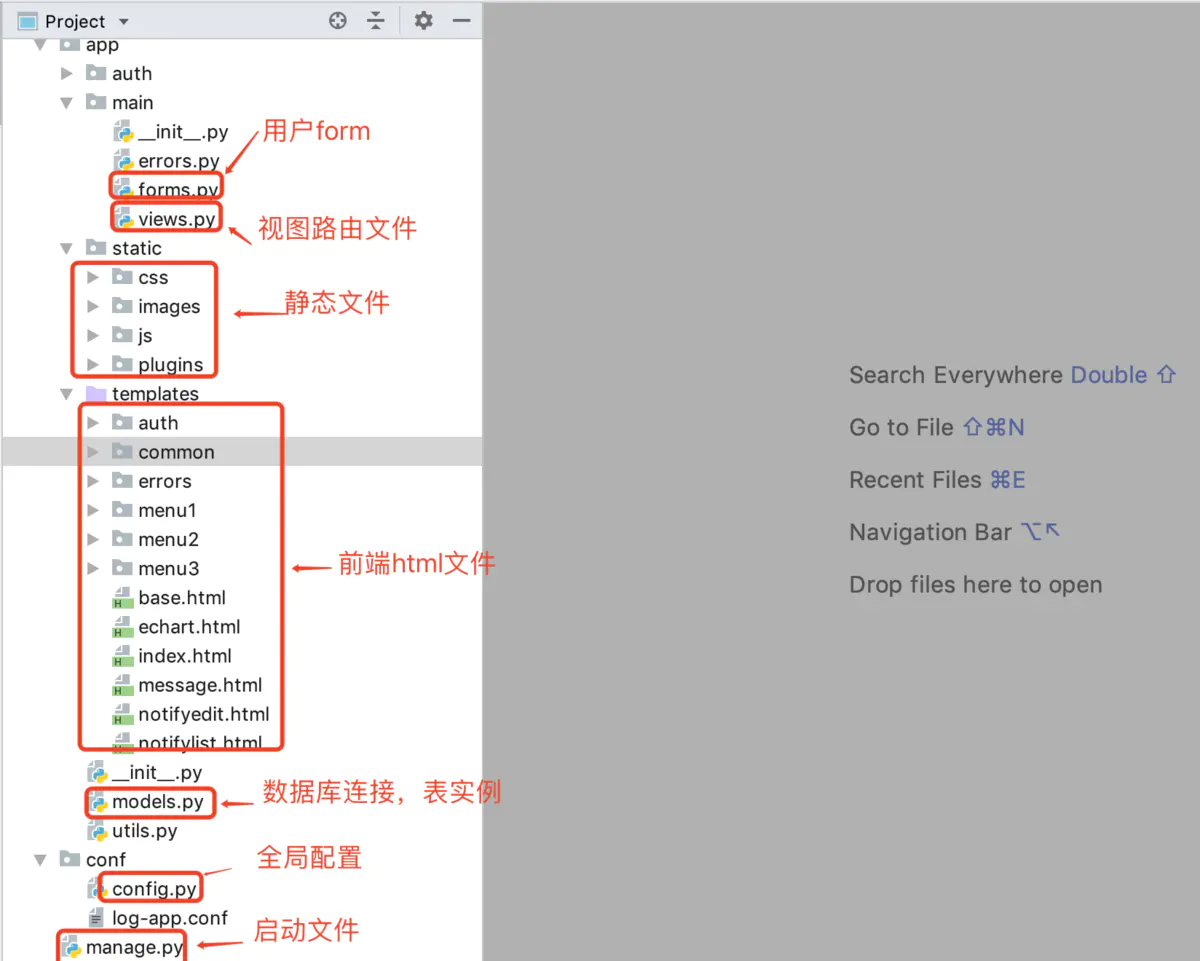 Project
app
auth
main
__init__.py
用户form
errors.py
forms.py
views.py
视图路由文件
static
css
images
静态文件
js
plugins
templates
auth
common
errors
menu1
menu2
menu3
前端html文件
base.html
echart.html
index.html
message.html
notifyedit.html
notifylist.html
__init__.py
models.py
数据库连接，表实例
utils.py
conf
全局配置
config.py
log-app.conf
manage.py
启动文件
Search Everywhere Double ⇧
Go to File ⇧⌘N
Recent Files ⌘E
Navigation Bar ⌥↖
Drop files here to open